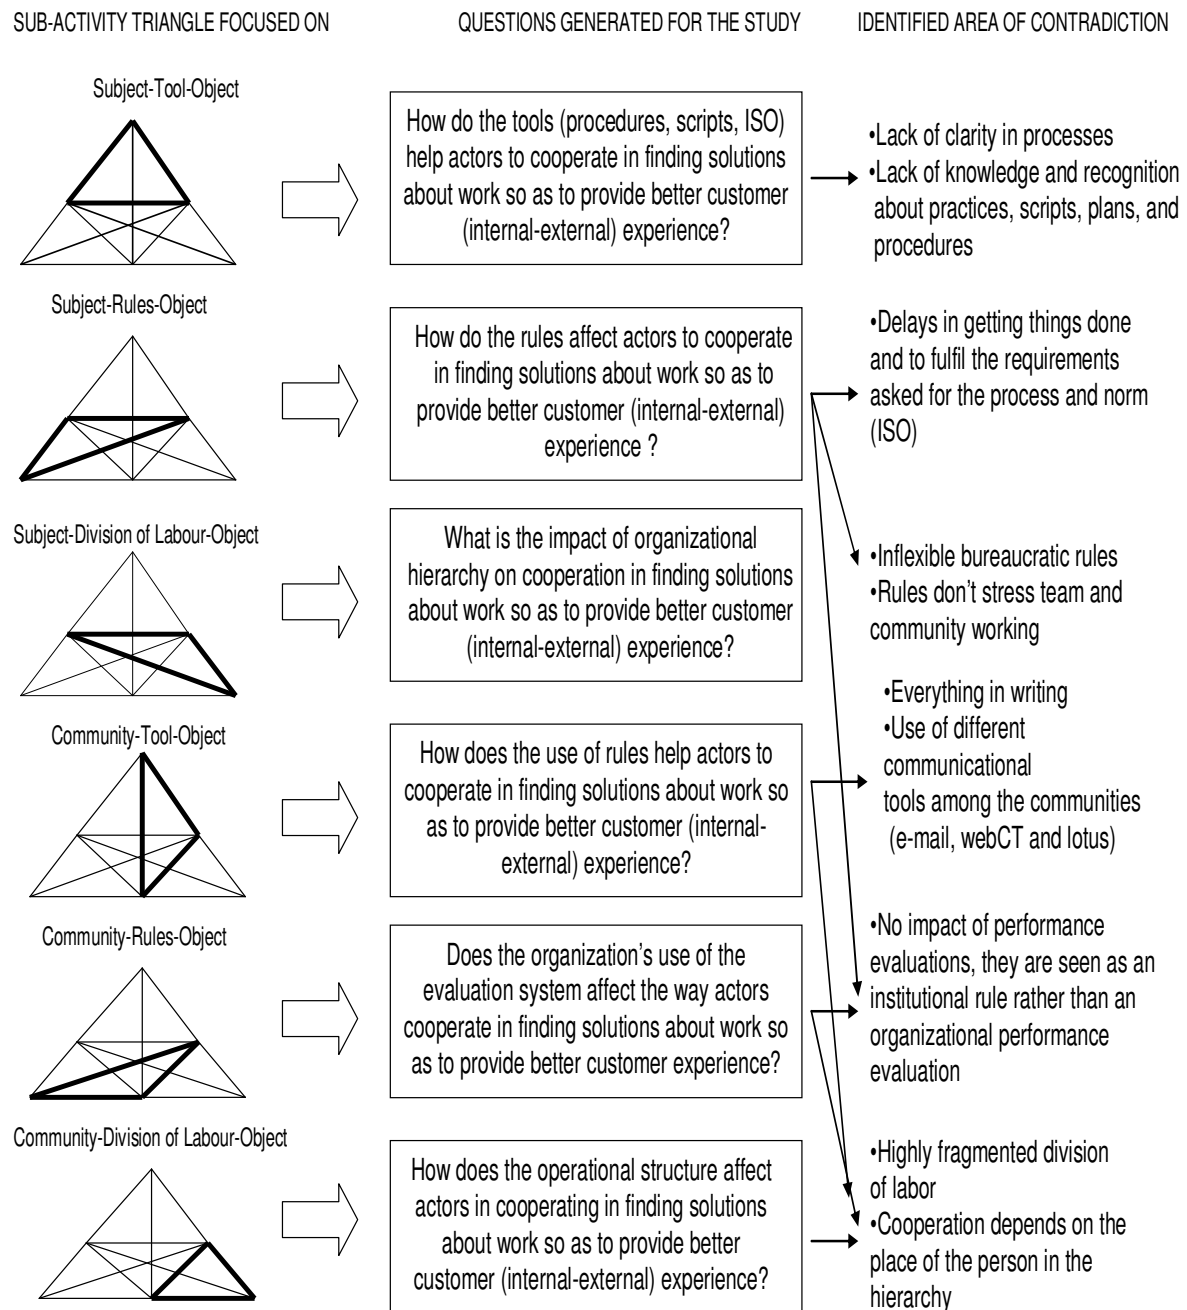 SUB-ACTIVITY TRIANGLE FOCUSED ON
QUESTIONS GENERATED FOR THE STUDY
IDENTIFIED AREA OF CONTRADICTION
Subject-Tool-Object
How do the tools (procedures, scripts, ISO)
help actors to cooperate in finding solutions
about work so as to provide better customer
(internal-external) experience?
•Lack of clarity in processes
•Lack of knowledge and recognition
about practices, scripts, plans, and
procedures
Subject-Rules-Object
How do the rules affect actors to cooperate
in finding solutions about work so as to
provide better customer (internal-external)
experience ?
•Delays in getting things done
and to fulfil the requirements
asked for the process and norm
(ISO)
Subject-Division of Labour-Object
What is the impact of organizational
hierarchy on cooperation in finding solutions
about work so as to provide better customer
(internal-external) experience?
•Inflexible bureaucratic rules
•Rules don't stress team and
community working
Community-Tool-Object
How does the use of rules help actors to
cooperate in finding solutions about work so
as to provide better customer (internal-
external) experience?
•Everything in writing
•Use of different
communicational
tools among the communities
(e-mail, webCT and lotus)
Community-Rules-Object
Does the organization's use of the
evaluation system affect the way actors
cooperate in finding solutions about work so
as to provide better customer experience?
•No impact of performance
evaluations, they are seen as an
institutional rule rather than an
organizational performance
evaluation
Community-Division of Labour-Object
How does the operational structure affect
actors in cooperating in finding solutions
about work so as to provide better
customer (internal-external) experience?
•Highly fragmented division
of labor
•Cooperation depends on the
place of the person in the
hierarchy